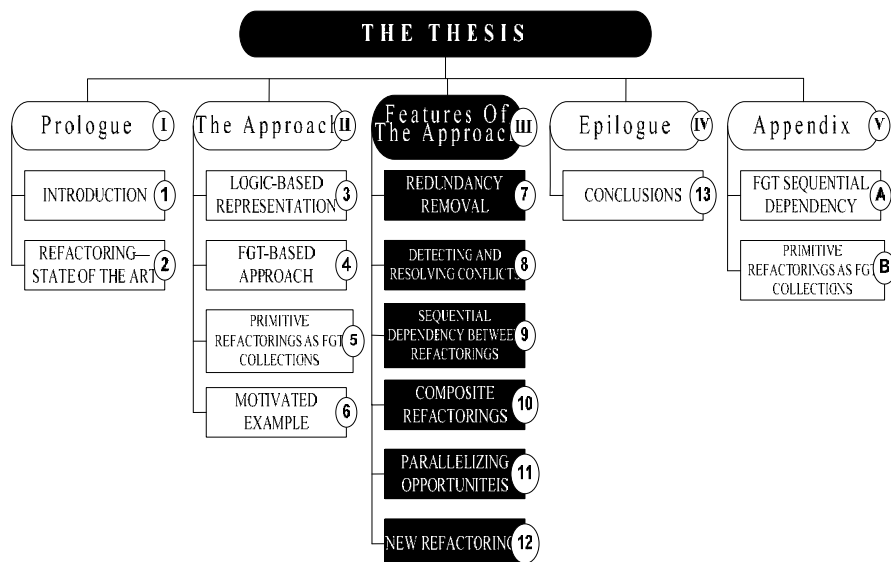 THE THESIS
Prologue
I
INTRODUCTION
1
REFACTORING—
STATE OF THE ART
2
The Approach
II
LOGIC-BASED
REPRESENTATION
3
FGT-BASED
APPROACH
4
PRIMITIVE
REFACTORINGS AS FGT
COLLECTIONS
5
MOTIVATED
EXAMPLE
6
Features Of
The Approach
III
REDUNDANCY
REMOVAL
7
DETECTING AND
RESOLVING CONFLICTS
8
SEQUENTIAL
DEPENDENCY BETWEEN
REFACTORINGS
9
COMPOSITE
REFACTORINGS
10
PARALLELIZING
OPPORTUNITEIS
11
NEW REFACTORING
12
Epilogue
IV
CONCLUSIONS
13
Appendix
V
FGT SEQUENTIAL
DEPENDENCY
A
PRIMITIVE
REFACTORINGS AS FGT
COLLECTIONS
B